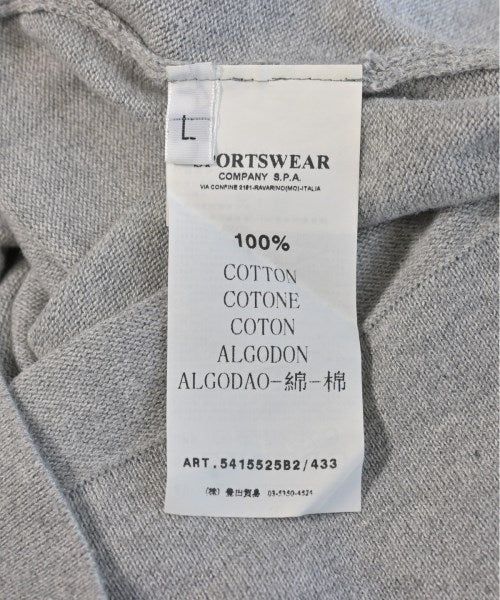 L
SPORTSWEAR
COMPANY S.P.A.
VIA CONFINE 2161-RAVARINO(MO)-ITALIA
100%
COTTON
COTONE
COTON
ALGODON
ALGODAO-綿-棉
ART.5415525B2/433
(株)